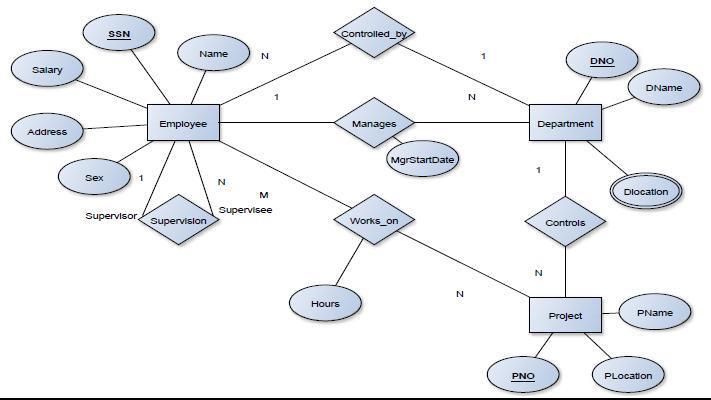 SSN
Name
N
Controlled_by
1
DNO
DName
Salary
1
N
Address
Employee
Manages
Department
MgrStartDate
Sex
1
N
M
1
Dlocation
Supervisor
Supervision
Supervisee
Works_on
Controls
N
Hours
N
Project
PName
PNO
PLocation